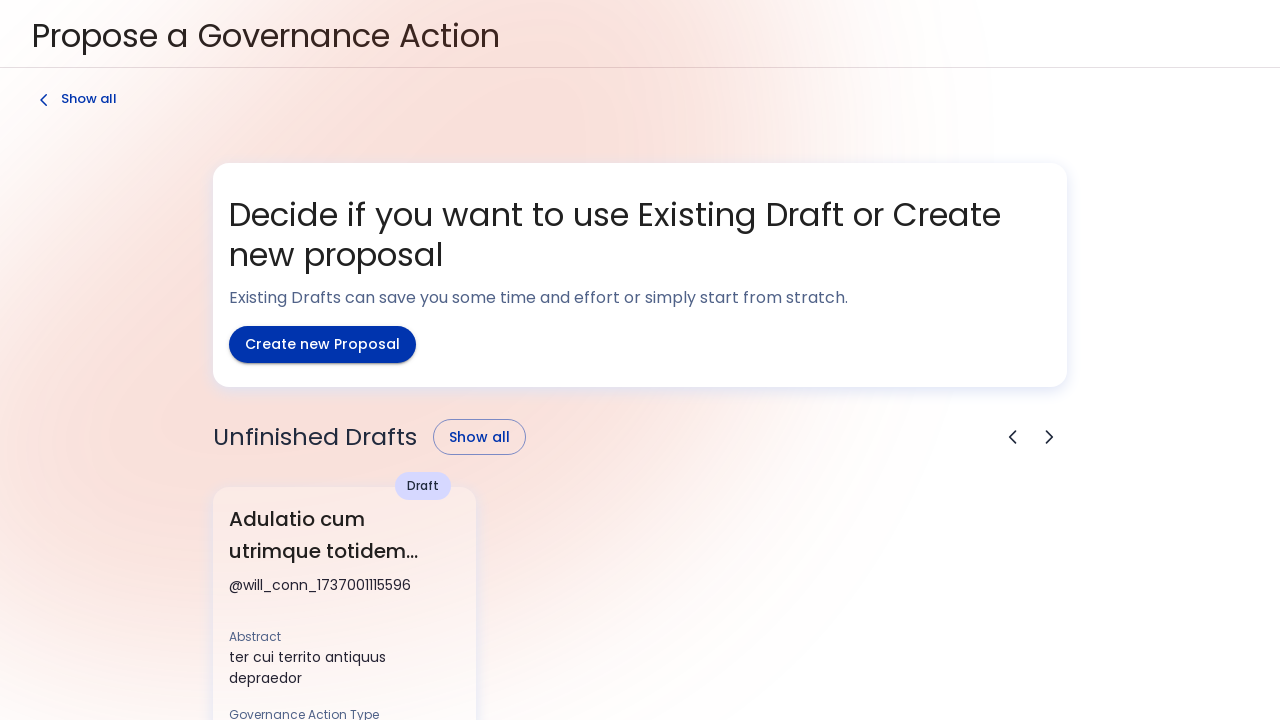 Propose a Governance Action
Show all
Decide if you want to use Existing Draft or Create
new proposal
Existing Drafts can save you some time and effort or simply start from stratch.
Create new Proposal
Unfinished Drafts
Show all
Draft
Adulatio cum
utrimque totidem...
@will_conn_1737001115596
Abstract
ter cui territo antiquus
depraedor
Governance Action Type